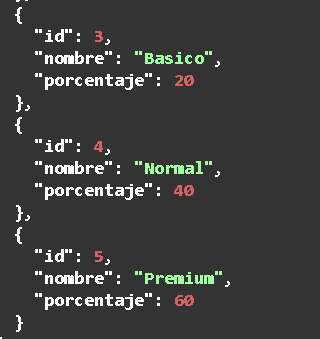 {
"id": 3,
"nombre": "Basico",
"porcentaje": 20
},
{
"id": 4,
"nombre": "Normal",
"porcentaje": 40
},
{
"id": 5,
"nombre": "Premium",
"porcentaje": 60
}